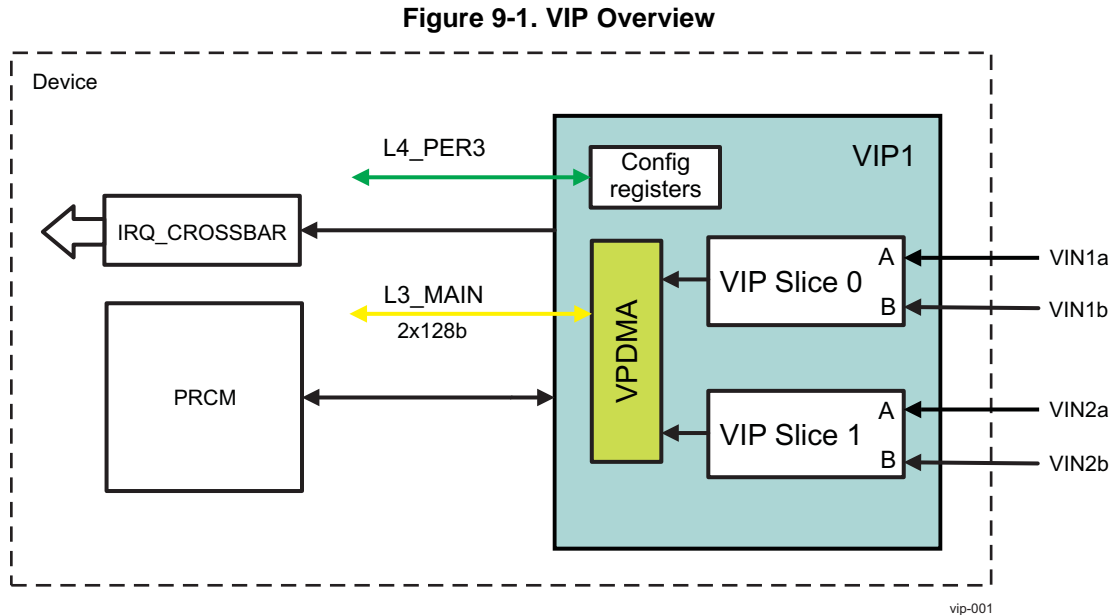 Figure 9-1. VIP Overview
Device
L4_PER3
Config
registers
VIP1
IRQ_CROSSBAR
L3_MAIN
2x128b
VPDMA
VIP Slice 0
A
B
VIN1a
VIN1b
PRCM
VIP Slice 1
A
B
VIN2a
VIN2b
vip-001